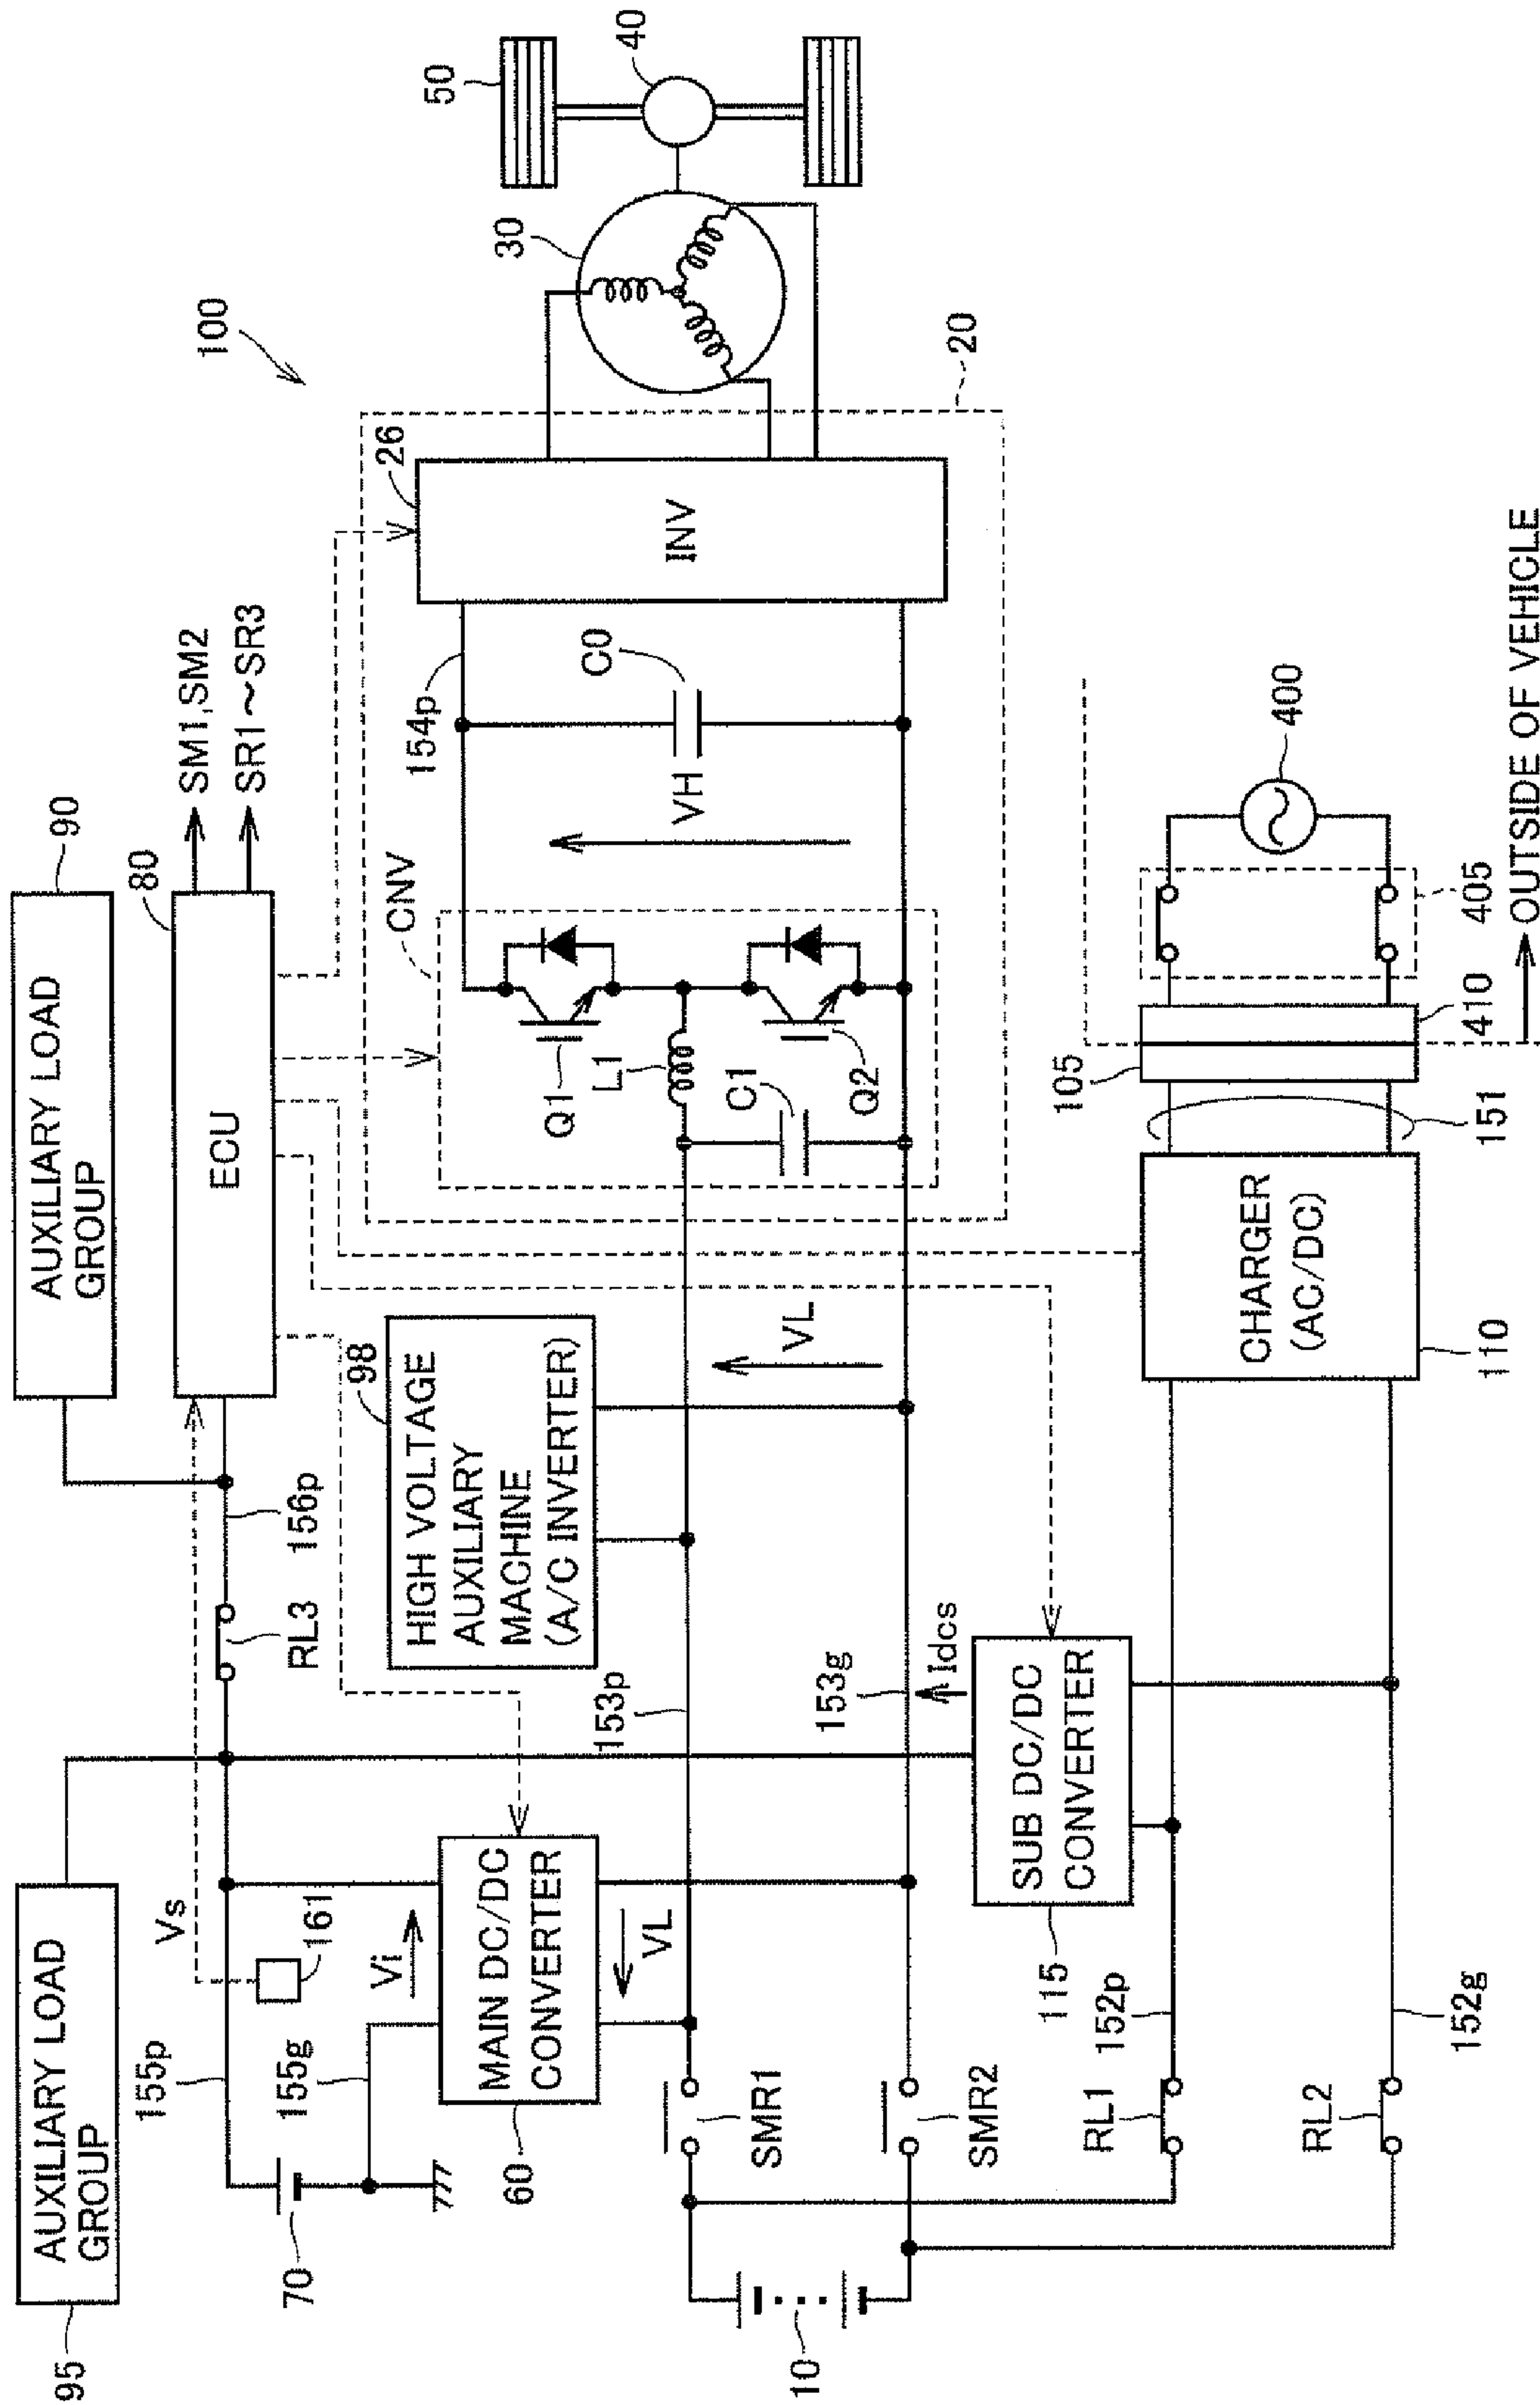 95
AUXILIARY LOAD
GROUP
AUXILIARY LOAD
GROUP
90
155p
Vs
161
RL3
156p
ECU
80
SM1,SM2
SR1～SR3
100
70
155g
Vi
MAIN DC/DC
CONVERTER
60
VL
98
HIGH VOLTAGE
AUXILIARY
MACHINE
(A/C INVERTER)
VL
CNV
Q1
L1
C1
Q2
154p
VH
C0
26
INV
20
30
50
40
10
SMR1
SMR2
153p
153g
Idcs
SUB DC/DC
CONVERTER
115
152p
152g
RL1
RL2
CHARGER
(AC/DC)
110
151
105
410
405
400
OUTSIDE OF VEHICLE